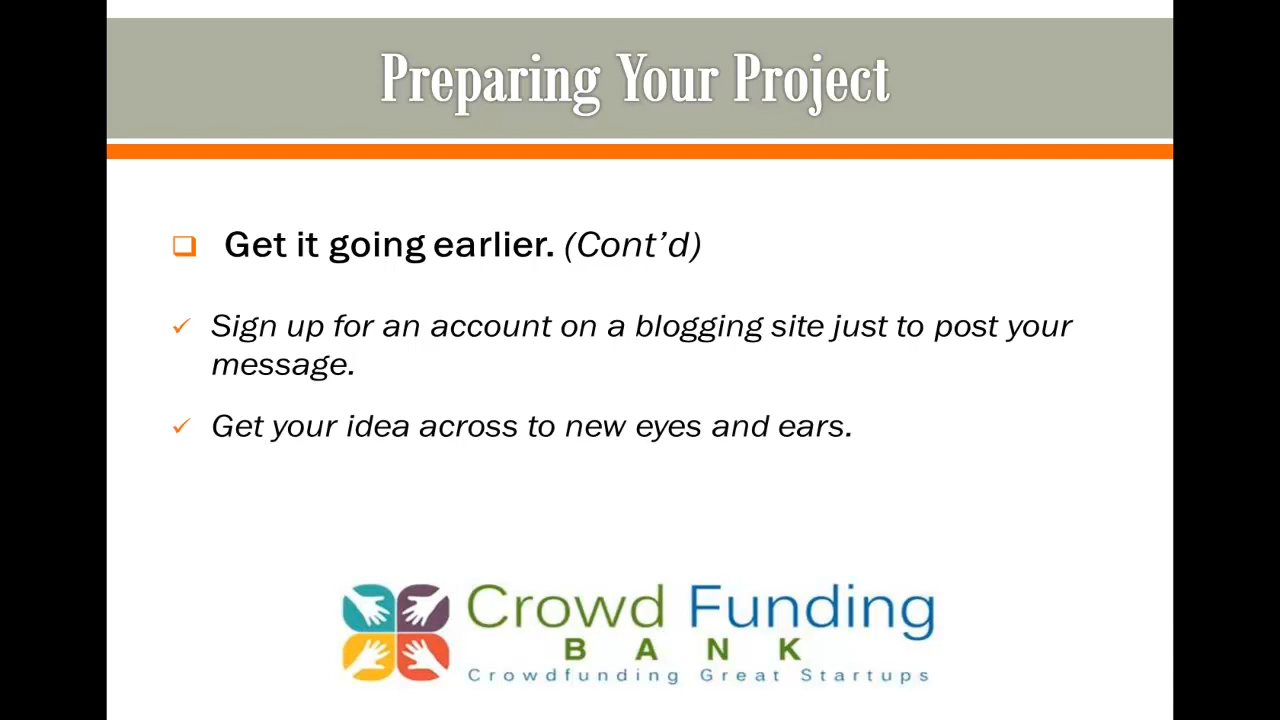 Preparing Your Project
Get it going earlier. (Cont’d)
Sign up for an account on a blogging site just to post your
message.
Get your idea across to new eyes and ears.
Crowd Funding
BANK
Crowdfunding Great Startups